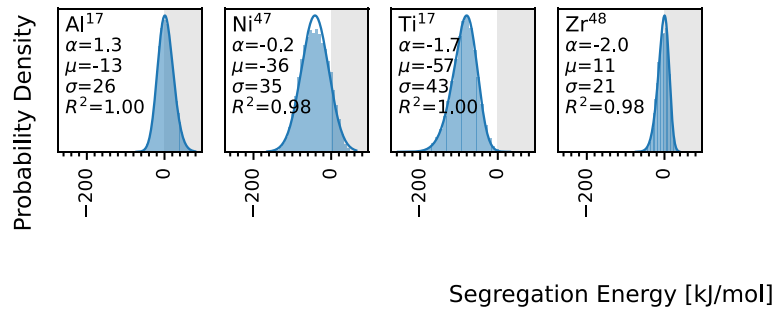 Probability Density
Al¹⁷
α=1.3
μ=-13
σ=26
R²=1.00
−200
0
Ni⁴⁷
α=-0.2
μ=-36
σ=35
R²=0.98
−200
0
Ti¹⁷
α=-1.7
μ=-57
σ=43
R²=1.00
−200
0
Zr⁴⁸
α=-2.0
μ=11
σ=21
R²=0.98
−200
0
Segregation Energy [kJ/mol]